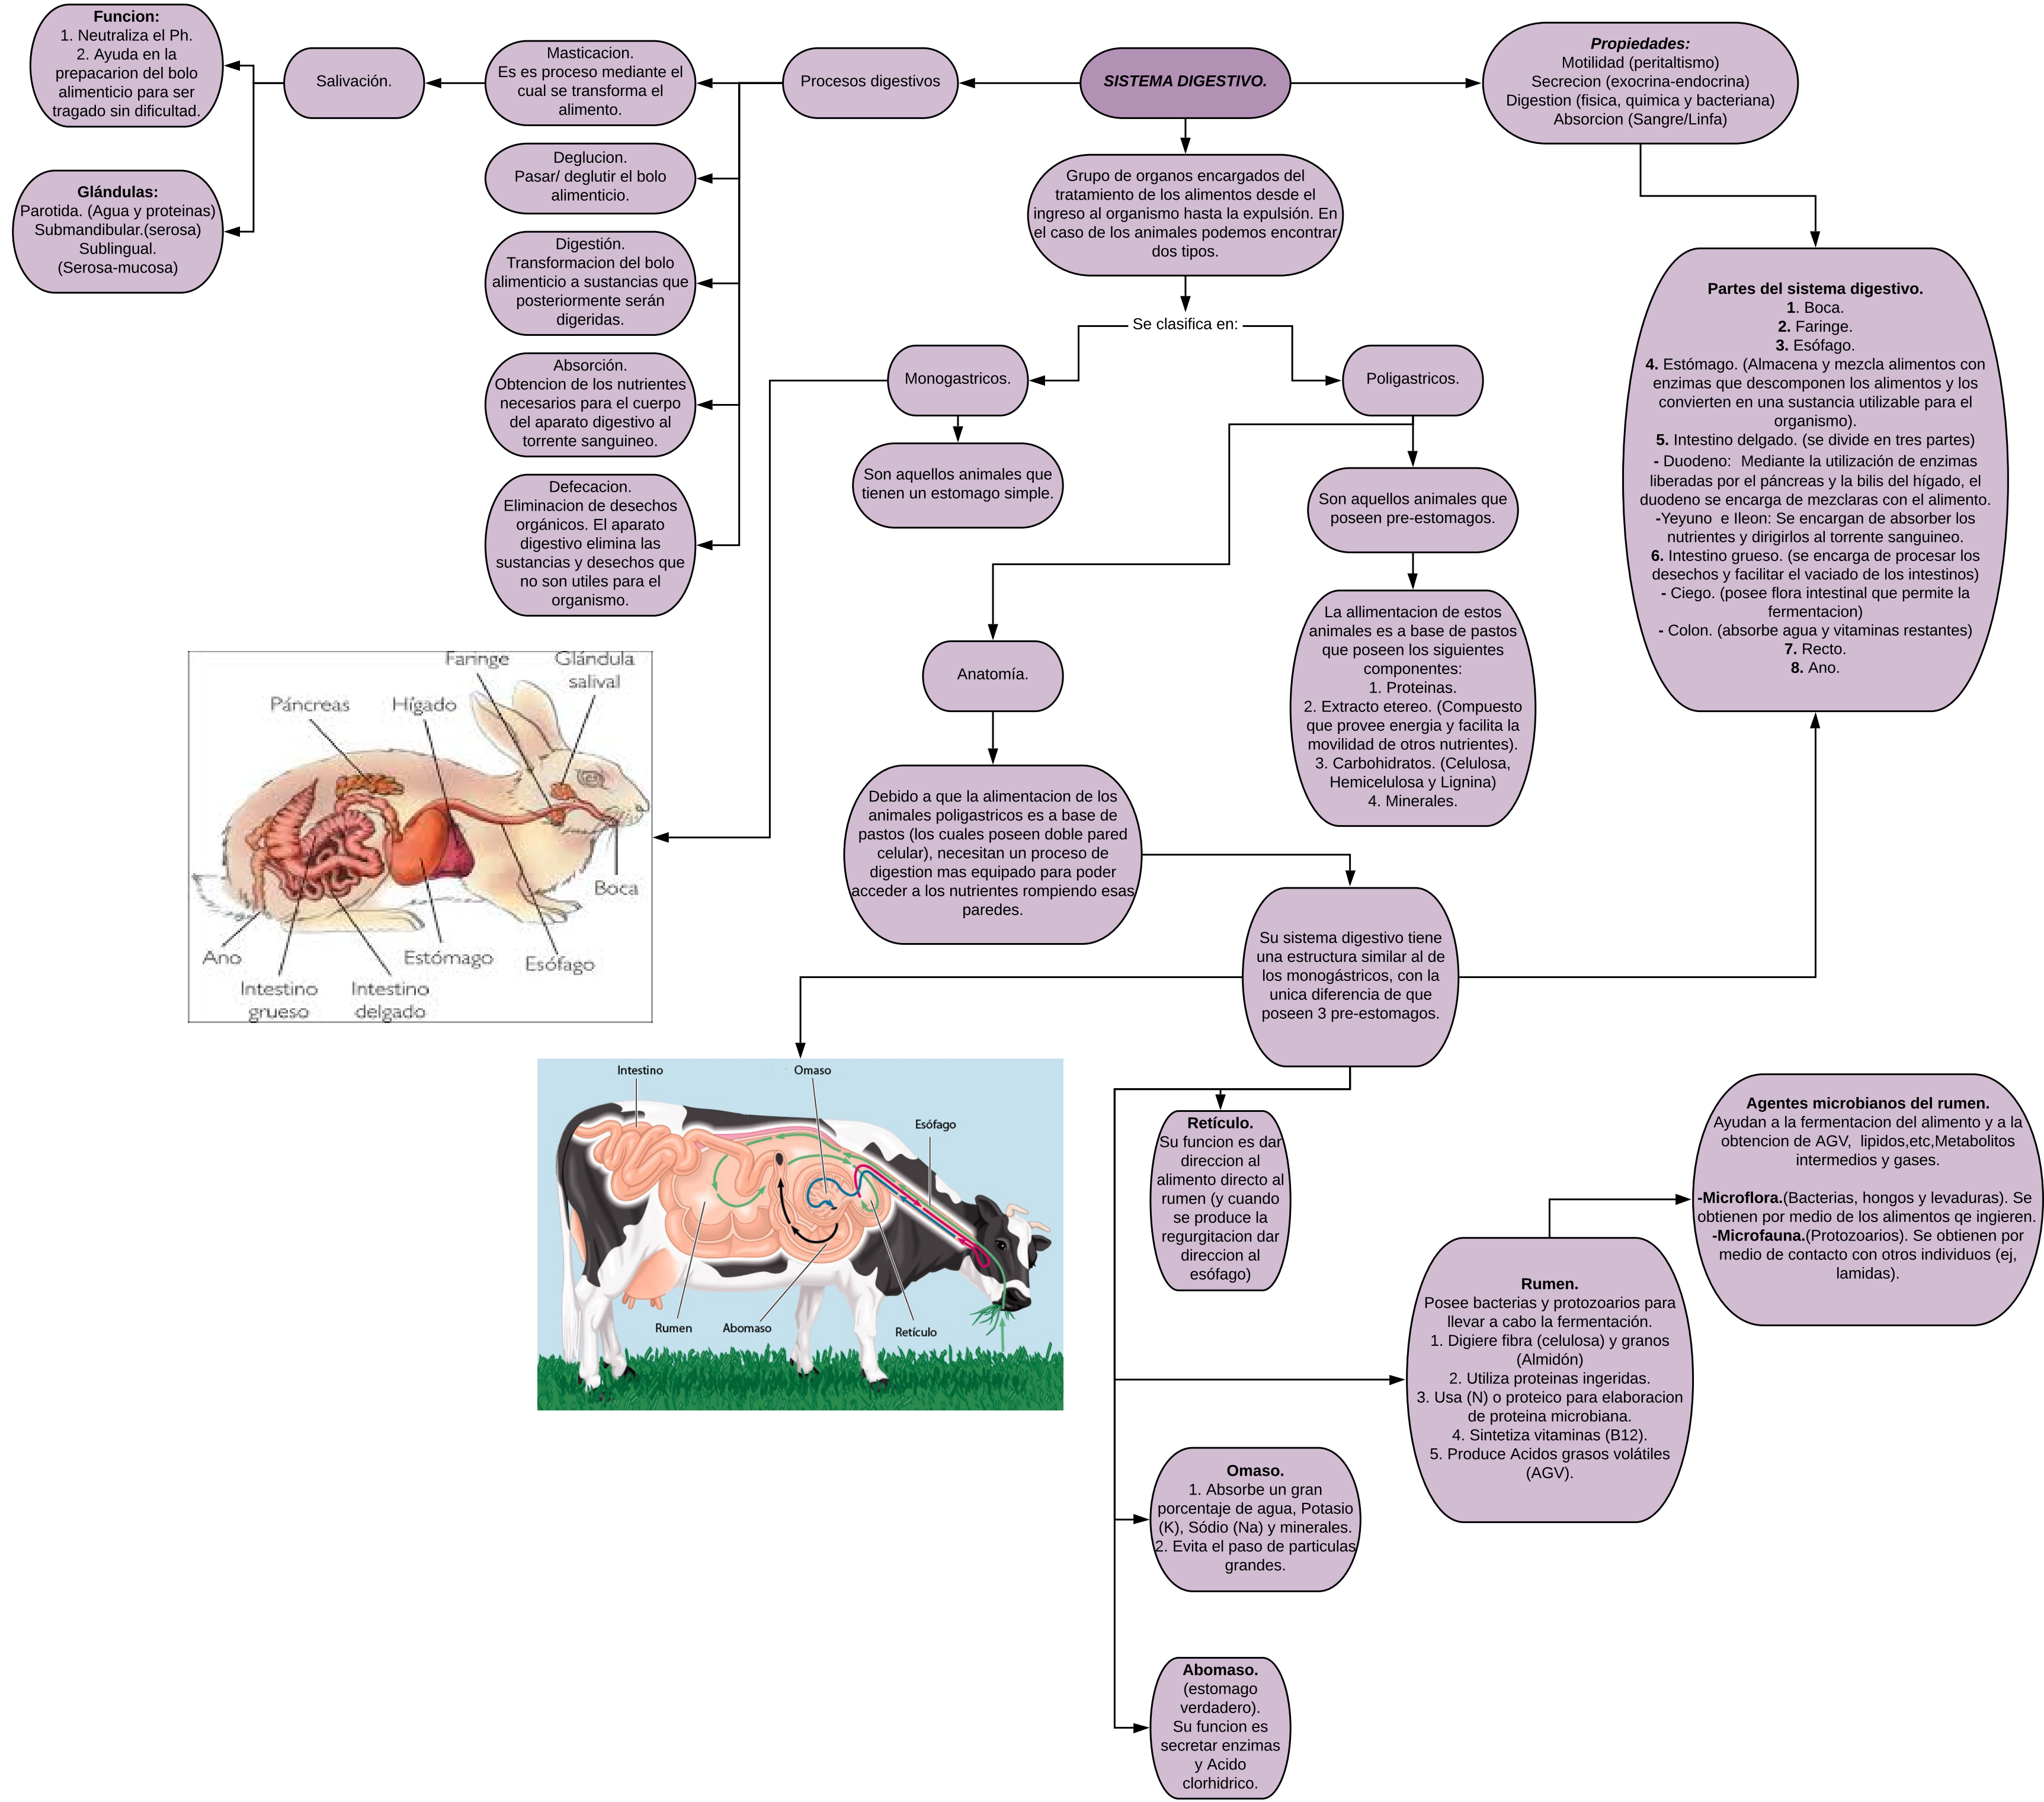 SISTEMA DIGESTIVO.
Procesos digestivos
Masticacion.
Es es proceso mediante el
cual se transforma el
alimento.
Salivación.
Funcion:
1. Neutraliza el Ph.
2. Ayuda en la
prepacarion del bolo
alimenticio para ser
tragado sin dificultad.
Glándulas:
Parotida. (Agua y proteinas)
Submandibular.(serosa)
Sublingual.
(Serosa-mucosa)
Deglucion.
Pasar/ deglutir el bolo
alimenticio.
Digestión.
Transformacion del bolo
alimenticio a sustancias que
posteriormente serán
digeridas.
Absorción.
Obtencion de los nutrientes
necesarios para el cuerpo
del aparato digestivo al
torrente sanguineo.
Defecacion.
Eliminacion de desechos
orgánicos. El aparato
digestivo elimina las
sustancias y desechos que
no son utiles para el
organismo.
Propiedades:
Motilidad (peritaltismo)
Secrecion (exocrina-endocrina)
Digestion (fisica, quimica y bacteriana)
Absorcion (Sangre/Linfa)
Partes del sistema digestivo.
1. Boca.
2. Faringe.
3. Esófago.
4. Estómago. (Almacena y mezcla alimentos con
enzimas que descomponen los alimentos y los
convierten en una sustancia utilizable para el
organismo).
5. Intestino delgado. (se divide en tres partes)
- Duodeno: Mediante la utilización de enzimas
liberadas por el páncreas y la bilis del hígado, el
duodeno se encarga de mezclaras con el alimento.
-Yeyuno e Ileon: Se encargan de absorber los
nutrientes y dirigirlos al torrente sanguineo.
6. Intestino grueso. (se encarga de procesar los
desechos y facilitar el vaciado de los intestinos)
- Ciego. (posee flora intestinal que permite la
fermentacion)
- Colon. (absorbe agua y vitaminas restantes)
7. Recto.
8. Ano.
Grupo de organos encargados del
tratamiento de los alimentos desde el
ingreso al organismo hasta la expulsión. En
el caso de los animales podemos encontrar
dos tipos.
Se clasifica en:
Monogastricos.
Son aquellos animales que
tienen un estomago simple.
Poligastricos.
Son aquellos animales que
poseen pre-estomagos.
La allimentacion de estos
animales es a base de pastos
que poseen los siguientes
componentes:
1. Proteinas.
2. Extracto etereo. (Compuesto
que provee energia y facilita la
movilidad de otros nutrientes).
3. Carbohidratos. (Celulosa,
Hemicelulosa y Lignina)
4. Minerales.
Anatomía.
Debido a que la alimentacion de los
animales poligastricos es a base de
pastos (los cuales poseen doble pared
celular), necesitan un proceso de
digestion mas equipado para poder
acceder a los nutrientes rompiendo esas
paredes.
Su sistema digestivo tiene
una estructura similar al de
los monogástricos, con la
unica diferencia de que
poseen 3 pre-estomagos.
Faringe
Glándula
salival
Páncreas
Hígado
Boca
Ano
Estómago
Esófago
Intestino
grueso
Intestino
delgado
Intestino
Omaso
Esófago
Rumen
Abomaso
Retículo
Retículo.
Su funcion es dar
direccion al
alimento directo al
rumen (y cuando
se produce la
regurgitacion dar
direccion al
esófago)
Rumen.
Posee bacterias y protozoarios para
llevar a cabo la fermentación.
1. Digiere fibra (celulosa) y granos
(Almidón)
2. Utiliza proteinas ingeridas.
3. Usa (N) o proteico para elaboracion
de proteina microbiana.
4. Sintetiza vitaminas (B12).
5. Produce Acidos grasos volátiles
(AGV).
Agentes microbianos del rumen.
Ayudan a la fermentacion del alimento y a la
obtencion de AGV, lipidos,etc,Metabolitos
intermedios y gases.
-Microflora.(Bacterias, hongos y levaduras). Se
obtienen por medio de los alimentos qe ingieren.
-Microfauna.(Protozoarios). Se obtienen por
medio de contacto con otros individuos (ej,
lamidas).
Omaso.
1. Absorbe un gran
porcentaje de agua, Potasio
(K), Sódio (Na) y minerales.
2. Evita el paso de particulas
grandes.
Abomaso.
(estomago
verdadero).
Su funcion es
secretar enzimas
y Acido
clorhidrico.